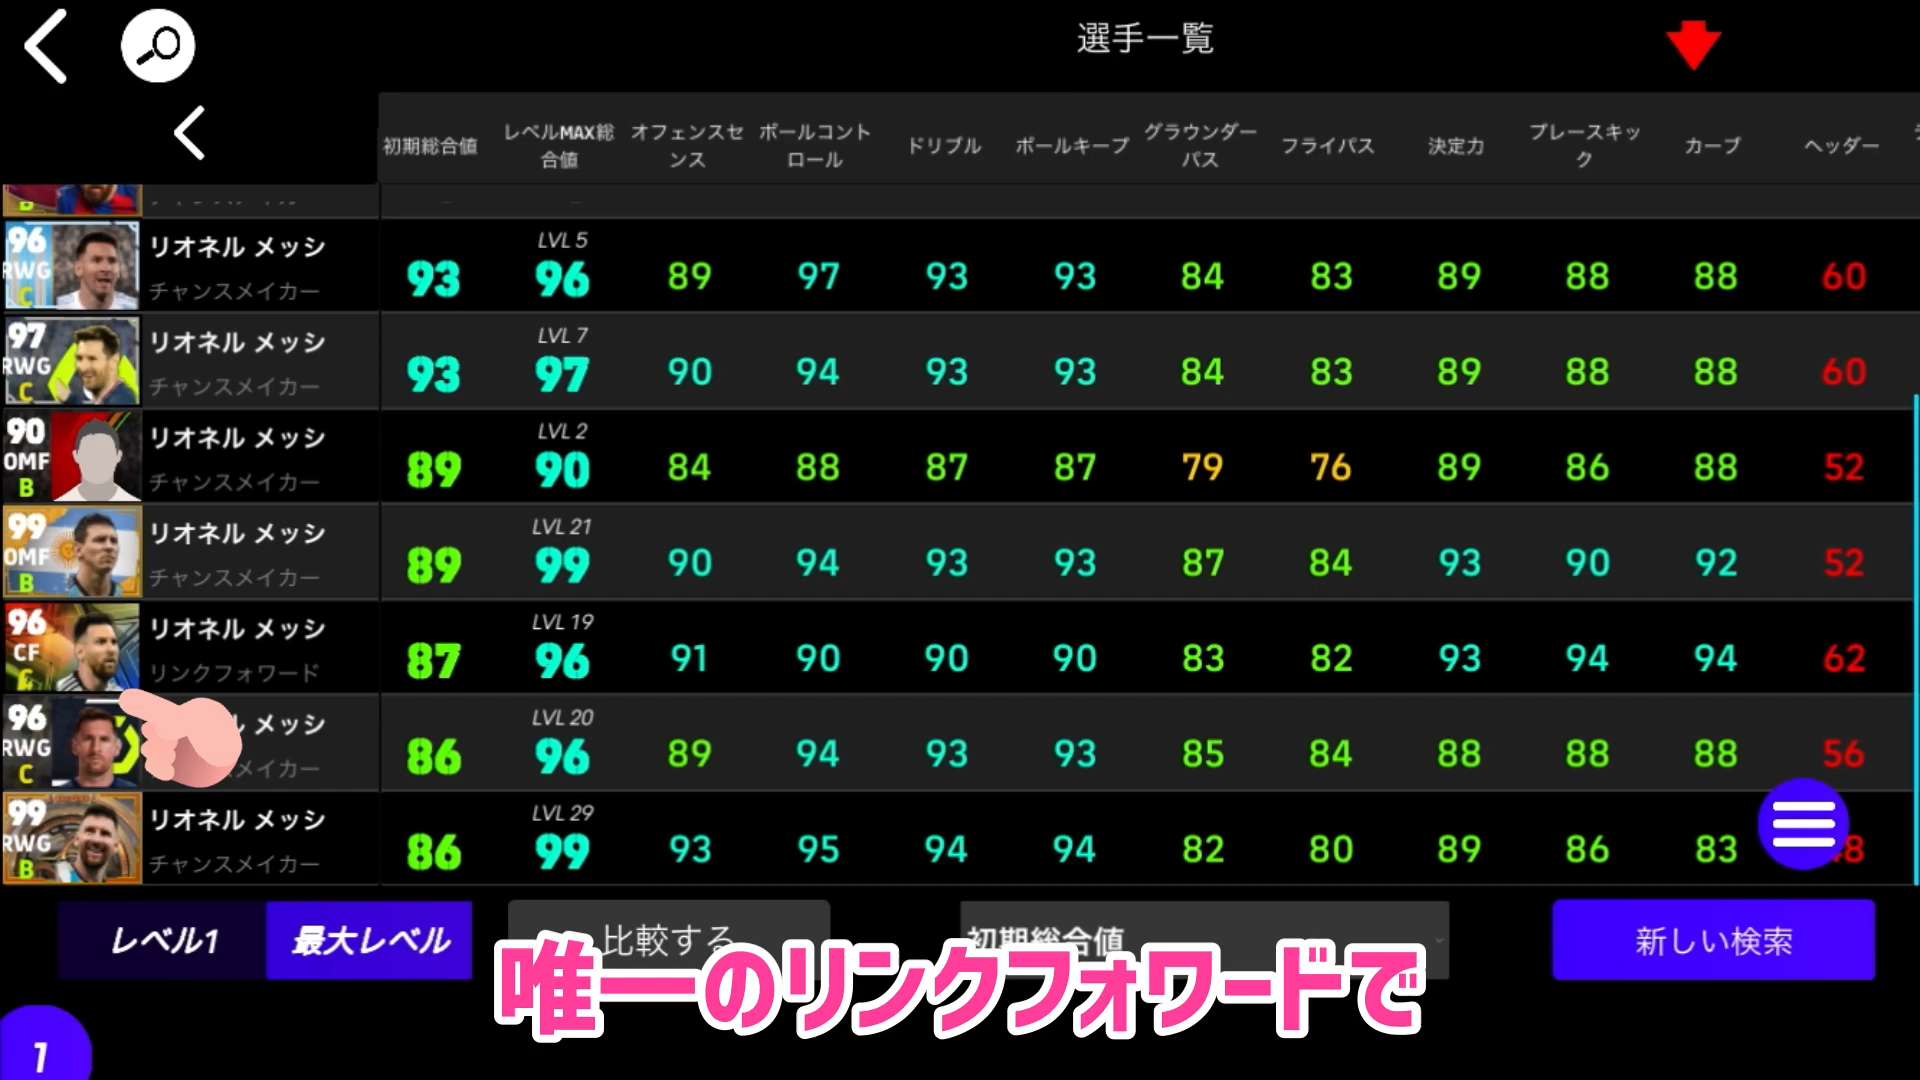 選手一覧
初期総合値 レベルMAX総合値 オフェンスセンス ボールコントロール ドリブル ボールキープ グラウンダーパス フライパス 決定力 プレースキック カーブ ヘッダー
B
96 RWG C リオネル メッシ チャンスメイカー 93 LVL 5 96 89 97 93 93 84 83 89 88 88 60
97 RWG C リオネル メッシ チャンスメイカー 93 LVL 7 97 90 94 93 93 84 83 89 88 88 60
90 OMF B リオネル メッシ チャンスメイカー 89 LVL 2 90 84 88 87 87 79 76 89 86 88 52
99 OMF B リオネル メッシ チャンスメイカー 89 LVL 21 99 90 94 93 93 87 84 93 90 92 52
96 CF リオネル メッシ リンクフォワード 87 LVL 19 96 91 90 90 90 83 82 93 94 94 62
96 RWG C メッシ メイカー 86 LVL 20 96 89 94 93 93 85 84 88 88 88 56
99 RWG B リオネル メッシ チャンスメイカー 86 LVL 29 99 93 95 94 94 82 80 89 86 83 8
レベル1 最大レベル 比較する 初期総合値 新しい検索
唯一のリンクフォワードで
1